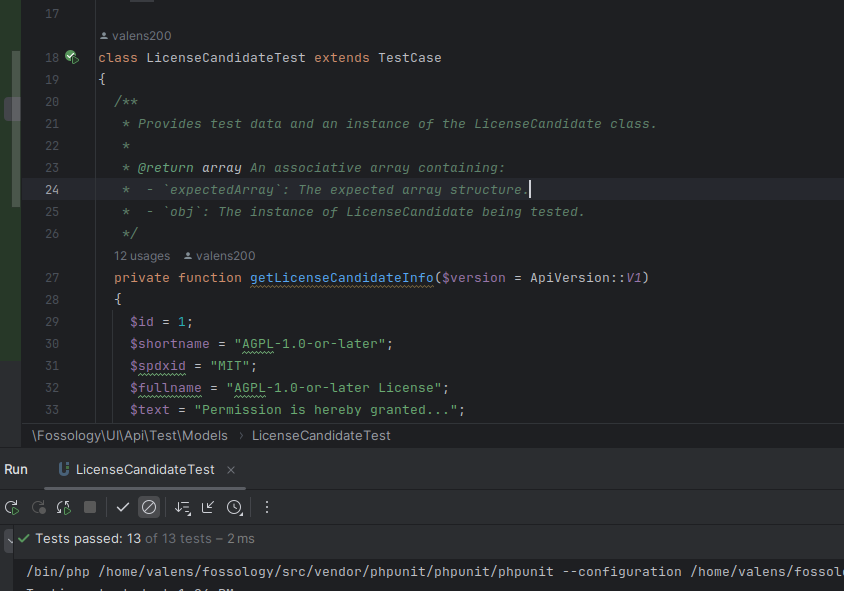 17
valens200
18 class LicenseCandidateTest extends TestCase
19 {
20 /**
21 * Provides test data and an instance of the LicenseCandidate class.
22 *
23 * @return array An associative array containing:
24 * - `expectedArray`: The expected array structure.
25 * - `obj`: The instance of LicenseCandidate being tested.
26 */
12 usages valens200
27 private function getLicenseCandidateInfo($version = ApiVersion::V1)
28 {
29 $id = 1;
30 $shortname = "AGPL-1.0-or-later";
31 $spdxid = "MIT";
32 $fullname = "AGPL-1.0-or-later License";
33 $text = "Permission is hereby granted...";
\Fossology\UI\Api\Test\Models › LicenseCandidateTest
Run LicenseCandidateTest ×
Tests passed: 13 of 13 tests – 2 ms
/bin/php /home/valens/fossology/src/vendor/phpunit/phpunit/phpunit --configuration /home/valens/fossolo